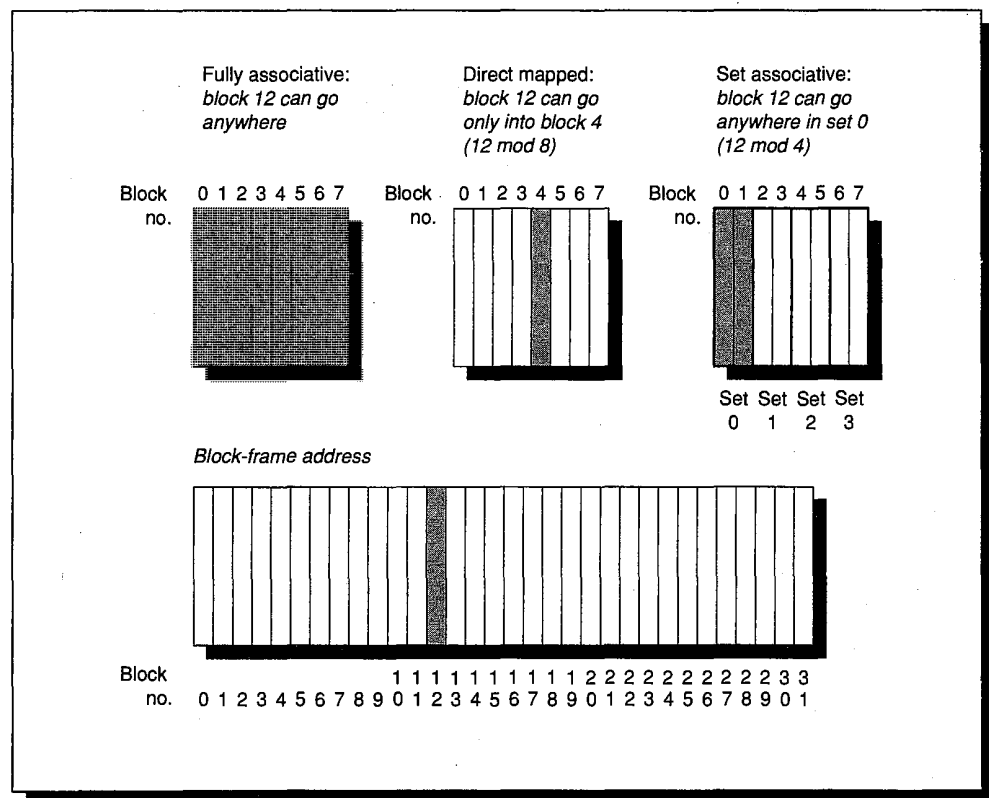 Fully associative:
block 12 can go
anywhere
Direct mapped:
block 12 can go
only into block 4
(12 mod 8)
Set associative:
block 12 can go
anywhere in set 0
(12 mod 4)
Block
no.
0 1 2 3 4 5 6 7
Block
no.
0 1 2 3 4 5 6 7
Block
no.
0 1 2 3 4 5 6 7
Set Set Set Set
0 1 2 3
Block-frame address
Block
no.
1 1 1 1 1 1 1 1 1 1 2 2 2 2 2 2 2 2 2 2 3 3
0 1 2 3 4 5 6 7 8 9 0 1 2 3 4 5 6 7 8 9 0 1 2 3 4 5 6 7 8 9 0 1